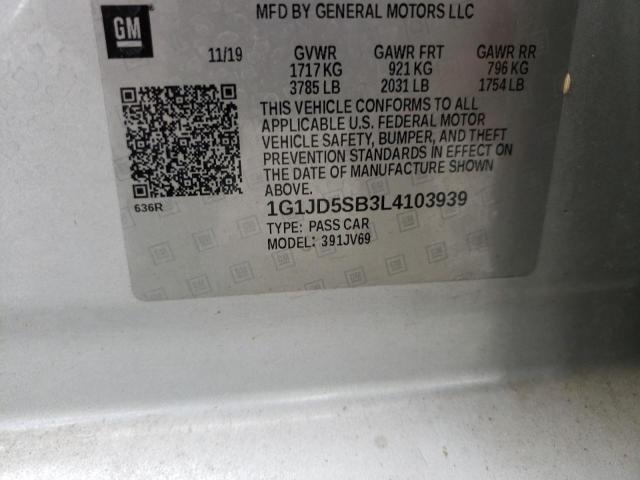 MFD BY GENERAL MOTORS LLC
GM
11/19 GVWR GAWR FRT GAWR RR
1717 KG 921 KG 796 KG
3785 LB 2031 LB 1754 LB
THIS VEHICLE CONFORMS TO ALL
APPLICABLE U.S. FEDERAL MOTOR
VEHICLE SAFETY, BUMPER, AND THEFT
PREVENTION STANDARDS IN EFFECT ON
THE DATE OF MANUFACTURE SHOWN
ABOVE.
636R
1G1JD5SB3L4103939
TYPE: PASS CAR
MODEL: 391JV69